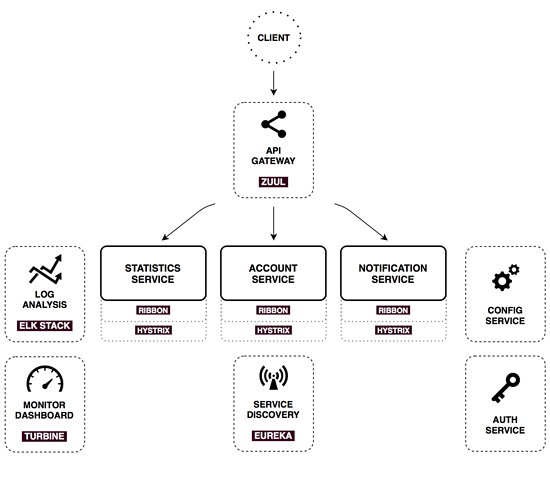 CLIENT
API
GATEWAY
ZUUL
LOG
ANALYSIS
ELK STACK
STATISTICS
SERVICE
RIBBON
HYSTRIX
ACCOUNT
SERVICE
RIBBON
HYSTRIX
NOTIFICATION
SERVICE
RIBBON
HYSTRIX
CONFIG
SERVICE
MONITOR
DASHBOARD
TURBINE
SERVICE
DISCOVERY
EUREKA
AUTH
SERVICE